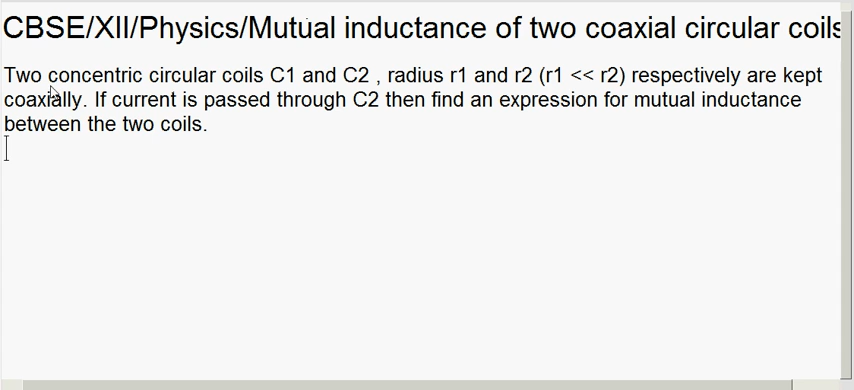 CBSE/XII/Physics/Mutual inductance of two coaxial circular coils
Two concentric circular coils C1 and C2 , radius r1 and r2 (r1 << r2) respectively are kept
coaxially. If current is passed through C2 then find an expression for mutual inductance
between the two coils.